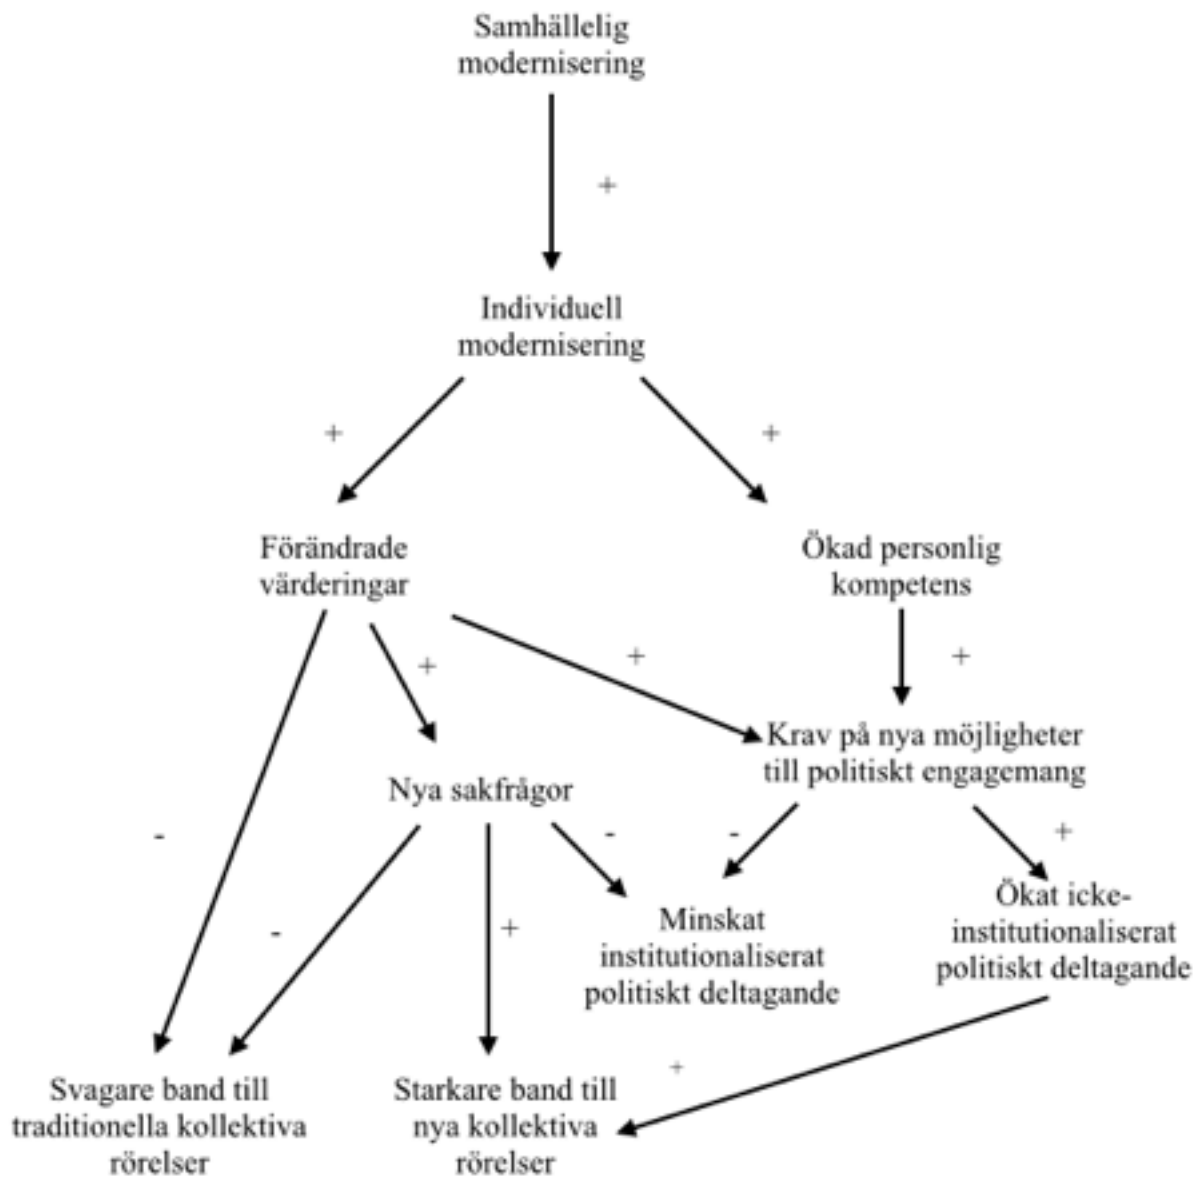 Samhällelig
modernisering
+
Individuell
modernisering
+
+
Förändrade
värderingar
Ökad personlig
kompetens
+
+
+
Krav på nya möjligheter
till politiskt engagemang
Nya sakfrågor
-
-
-
+
-
+
Minskat
institutionaliserat
politiskt deltagande
Ökat icke-
institutionaliserat
politiskt deltagande
+
Svagare band till
traditionella kollektiva
rörelser
Starkare band till
nya kollektiva
rörelser